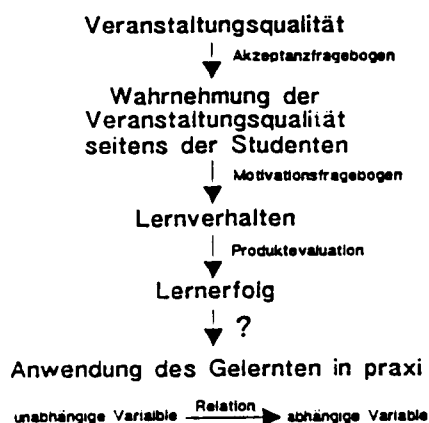 Veranstaltungsqualität
Akzeptanzfragebogen
Wahrnehmung der
Veranstaltungsqualität
seitens der Studenten
Motivationsfragebogen
Lernverhalten
Produktevaluation
Lernerfolg
?
Anwendung des Gelernten in praxi
unabhängige Varialble Relation abhängige Variable